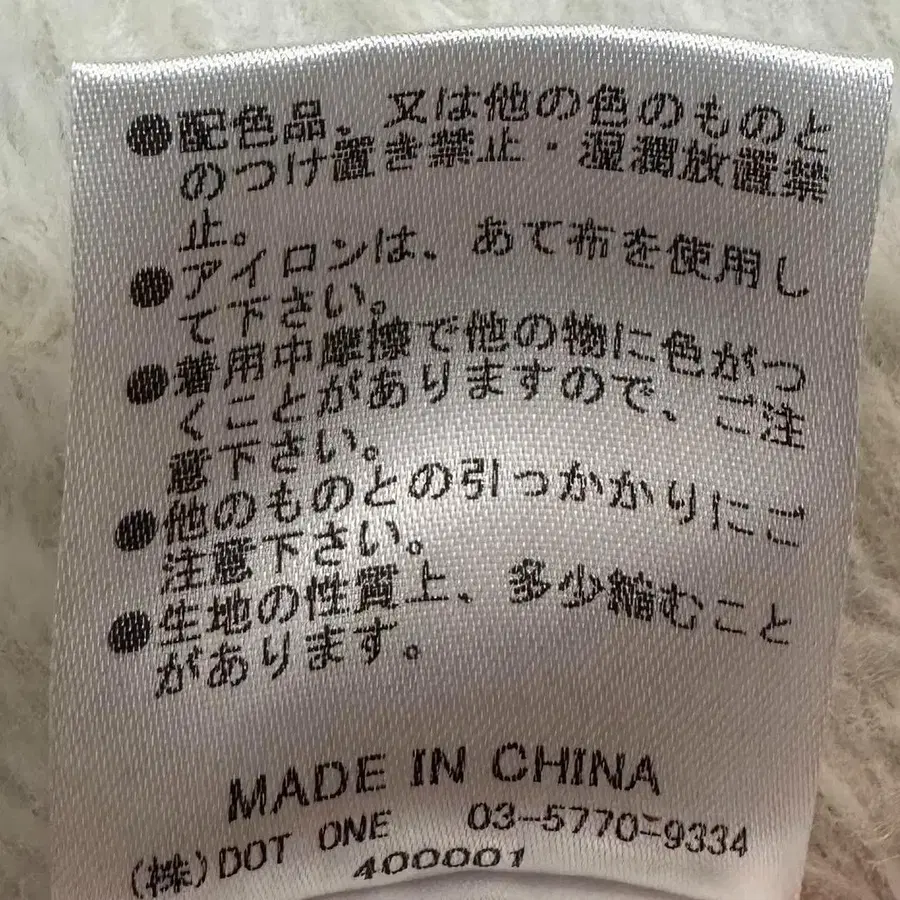 ●配色品、又は他の色のものと
のつけ置き禁止・湿潤放置禁
止。
●アイロンは、あて布を使用し
て下さい。
●着用中摩擦で他の物に色がつ
くことがありますので、ご注
意下さい。
●他のものとの引っかかりにご
注意下さい。
●生地の性質上、多少縮むこと
があります。
MADE IN CHINA
(株)DOT ONE 03-5770-9334
400001